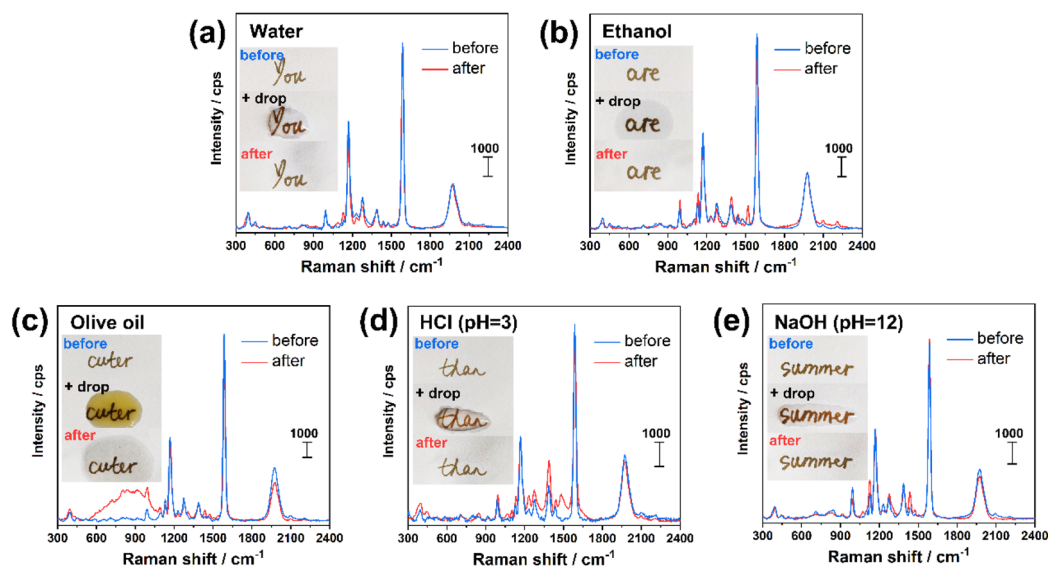 (a) Water
before
you
+ drop
you
after
you
before
after
1000
Intensity / cps
300 600 900 1200 1500 1800 2100 2400
Raman shift / cm⁻¹
(b) Ethanol
before
are
+ drop
are
after
are
before
after
1000
Intensity / cps
300 600 900 1200 1500 1800 2100 2400
Raman shift / cm⁻¹
(c) Olive oil
before
cuter
+ drop
cuter
after
cuter
before
after
1000
Intensity / cps
300 600 900 1200 1500 1800 2100 2400
Raman shift / cm⁻¹
(d) HCl (pH=3)
before
than
+ drop
than
after
than
before
after
1000
Intensity / cps
300 600 900 1200 1500 1800 2100 2400
Raman shift / cm⁻¹
(e) NaOH (pH=12)
before
summer
+ drop
summer
after
summer
before
after
1000
Intensity / cps
300 600 900 1200 1500 1800 2100 2400
Raman shift / cm⁻¹